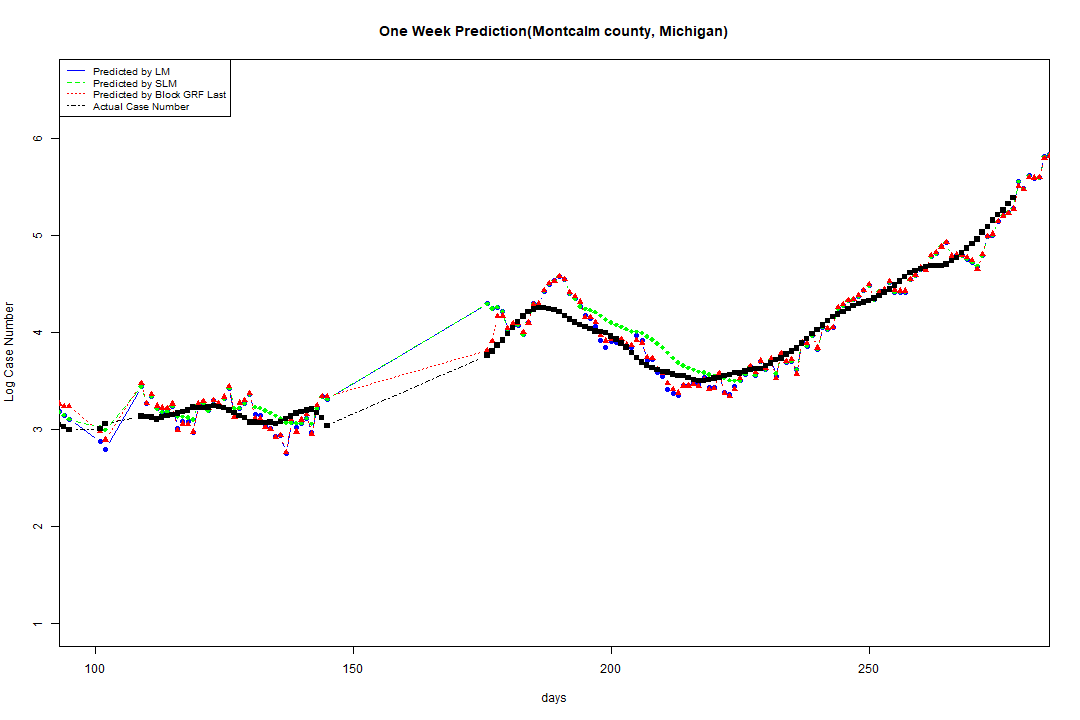 One Week Prediction(Montcalm county, Michigan)
Predicted by LM
Predicted by SLM
Predicted by Block GRF Last
Actual Case Number
Log Case Number
6
5
4
3
2
1
100 150 200 250
days